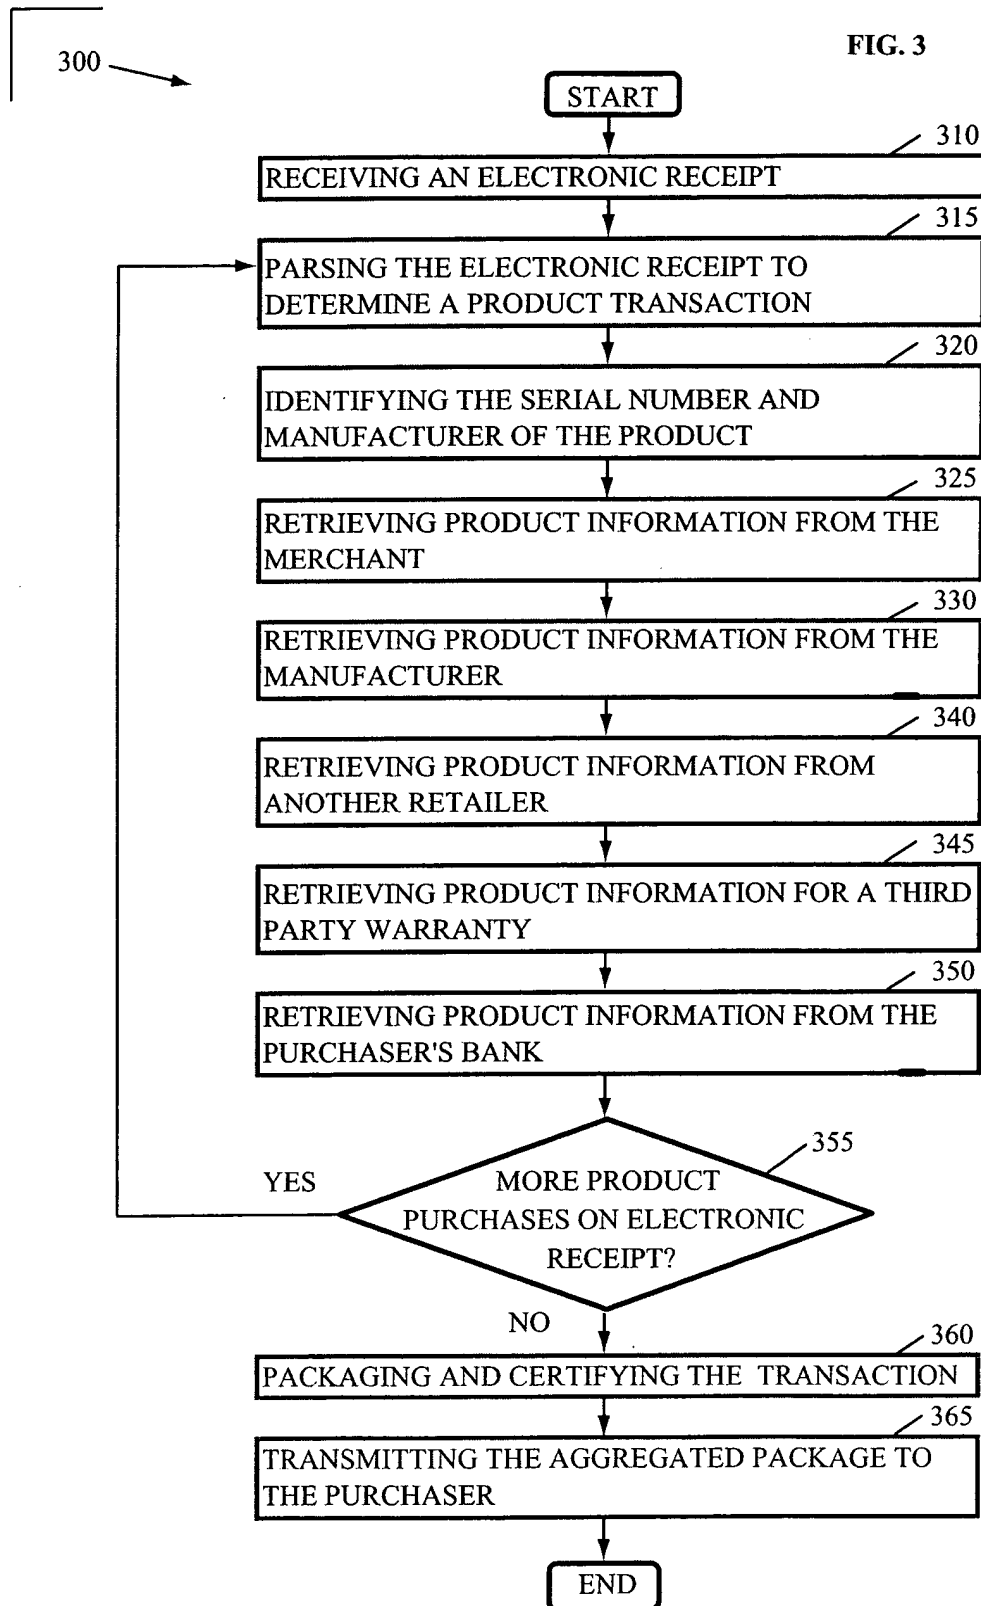 FIG. 3
300
START
310
RECEIVING AN ELECTRONIC RECEIPT
315
PARSING THE ELECTRONIC RECEIPT TO
DETERMINE A PRODUCT TRANSACTION
320
IDENTIFYING THE SERIAL NUMBER AND
MANUFACTURER OF THE PRODUCT
325
RETRIEVING PRODUCT INFORMATION FROM THE
MERCHANT
330
RETRIEVING PRODUCT INFORMATION FROM THE
MANUFACTURER
340
RETRIEVING PRODUCT INFORMATION FROM
ANOTHER RETAILER
345
RETRIEVING PRODUCT INFORMATION FOR A THIRD
PARTY WARRANTY
350
RETRIEVING PRODUCT INFORMATION FROM THE
PURCHASER'S BANK
355
YES
MORE PRODUCT
PURCHASES ON ELECTRONIC
RECEIPT?
NO
360
PACKAGING AND CERTIFYING THE TRANSACTION
365
TRANSMITTING THE AGGREGATED PACKAGE TO
THE PURCHASER
END